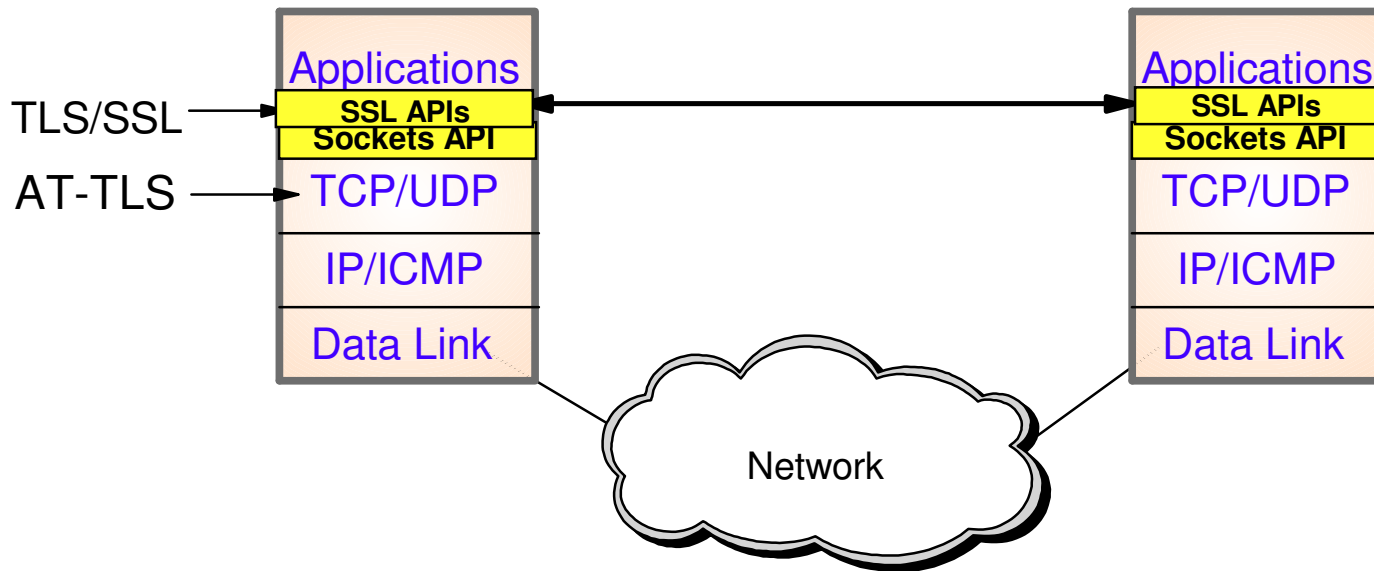 Applications
SSL APIs
Sockets API
TCP/UDP
IP/ICMP
Data Link
TLS/SSL
AT-TLS
Network
Applications
SSL APIs
Sockets API
TCP/UDP
IP/ICMP
Data Link